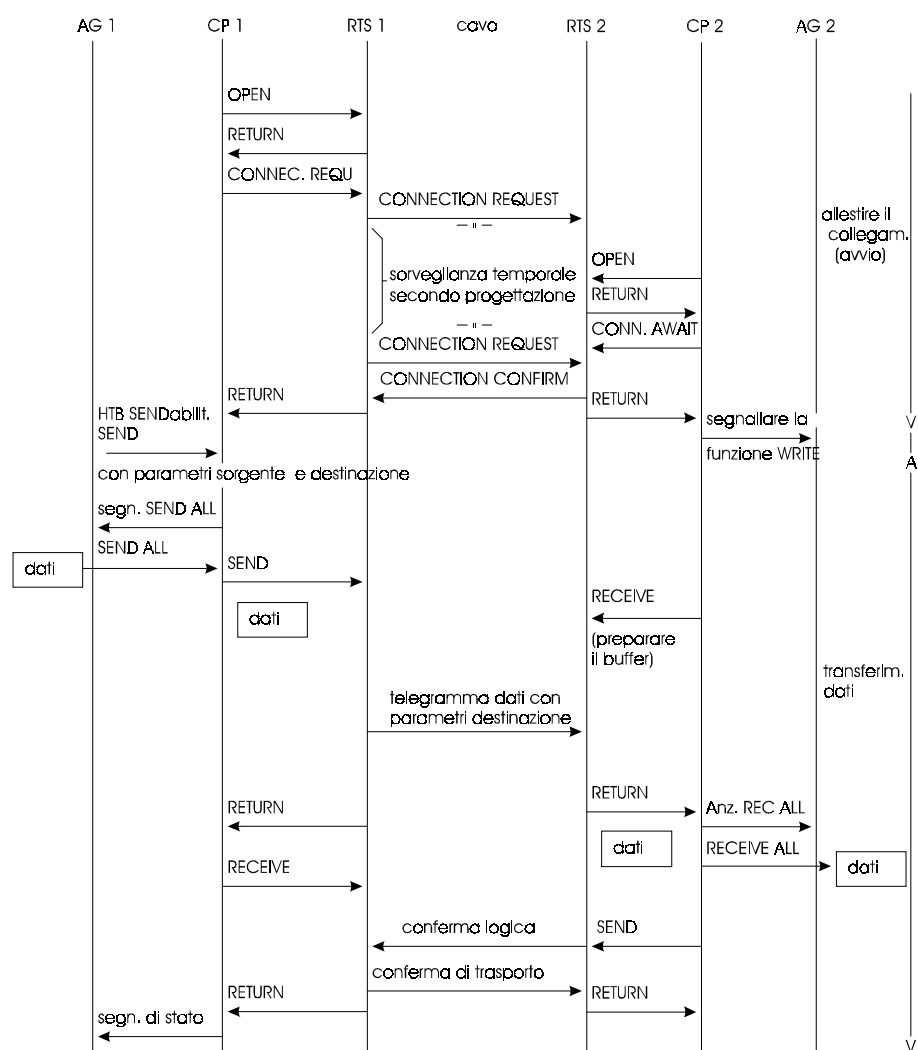 AG 1 CP 1 RTS 1 cavo RTS 2 CP 2 AG 2
OPEN
RETURN
CONNEC. REQU
CONNECTION REQUEST
— " —
allestire il
collegam.
(avvio)
OPEN
sorveglianza temporale
secondo progettazione
RETURN
— " —
CONN. AWAIT
CONNECTION REQUEST
CONNECTION CONFIRM
RETURN
RETURN
HTB SENDabilit.
SEND
segnallare la
funzione WRITE
V
A
con parametri sorgente e destinazione
segn. SEND ALL
SEND ALL
dati
SEND
dati
RECEIVE
(preparare
il buffer)
transferim.
dati
telegramma dati con
parametri destinazione
RETURN
RETURN
Anz. REC ALL
dati
RECEIVE ALL
dati
RECEIVE
conferma logica
SEND
conferma di trasporto
RETURN
RETURN
segn. di stato
V